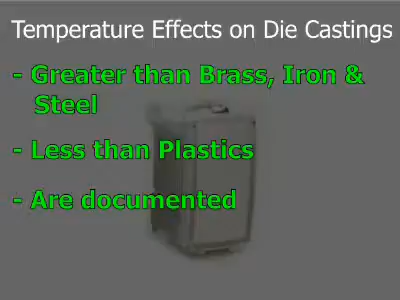 Temperature Effects on Die Castings
- Greater than Brass, Iron &
Steel
- Less than Plastics
- Are documented